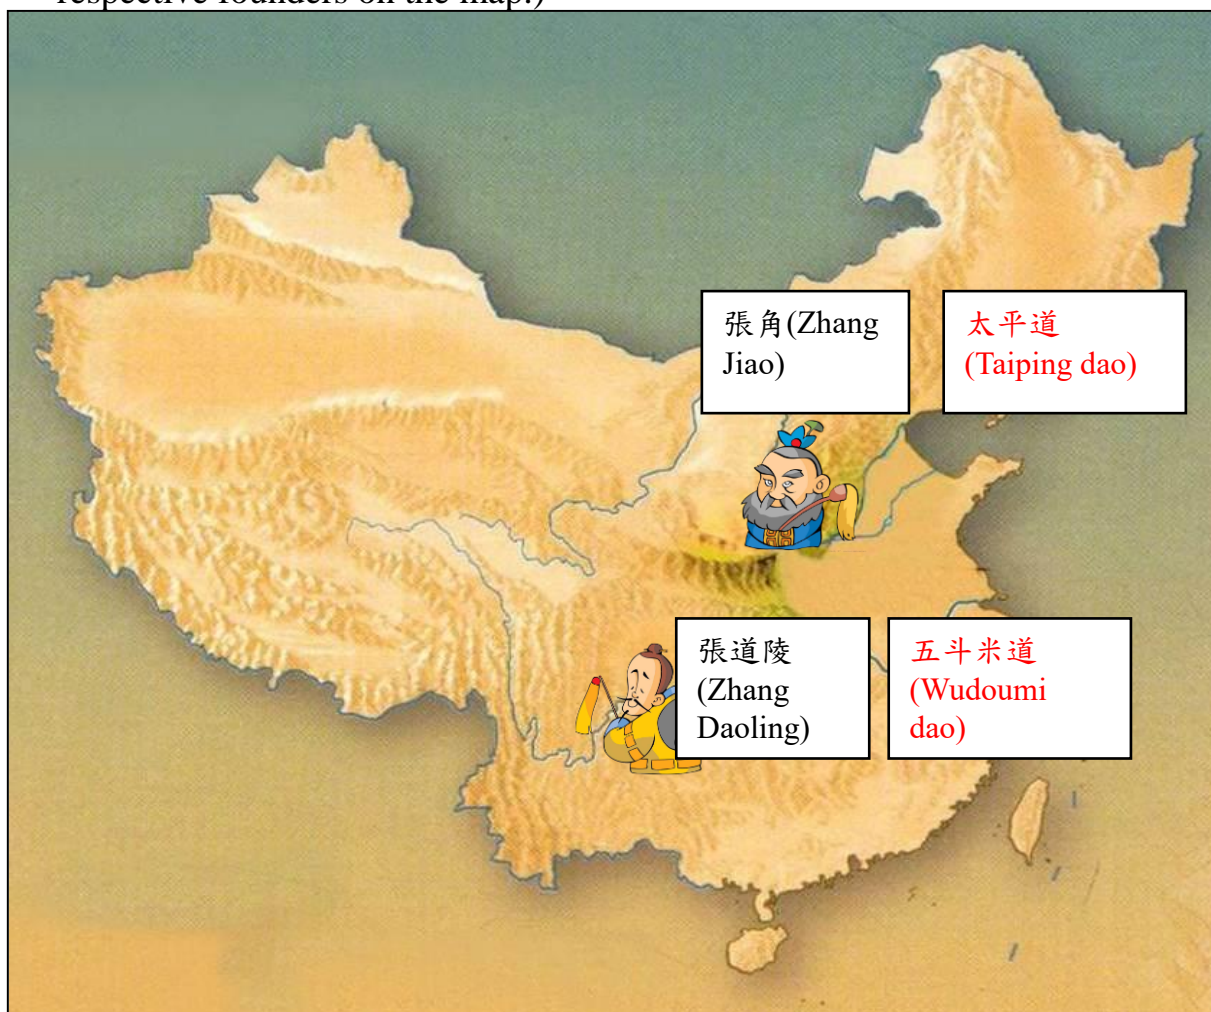 respective founders on the map.)
張角(Zhang
Jiao)
太平道
(Taiping dao)
張道陵
(Zhang
Daoling)
五斗米道
(Wudoumi
dao)